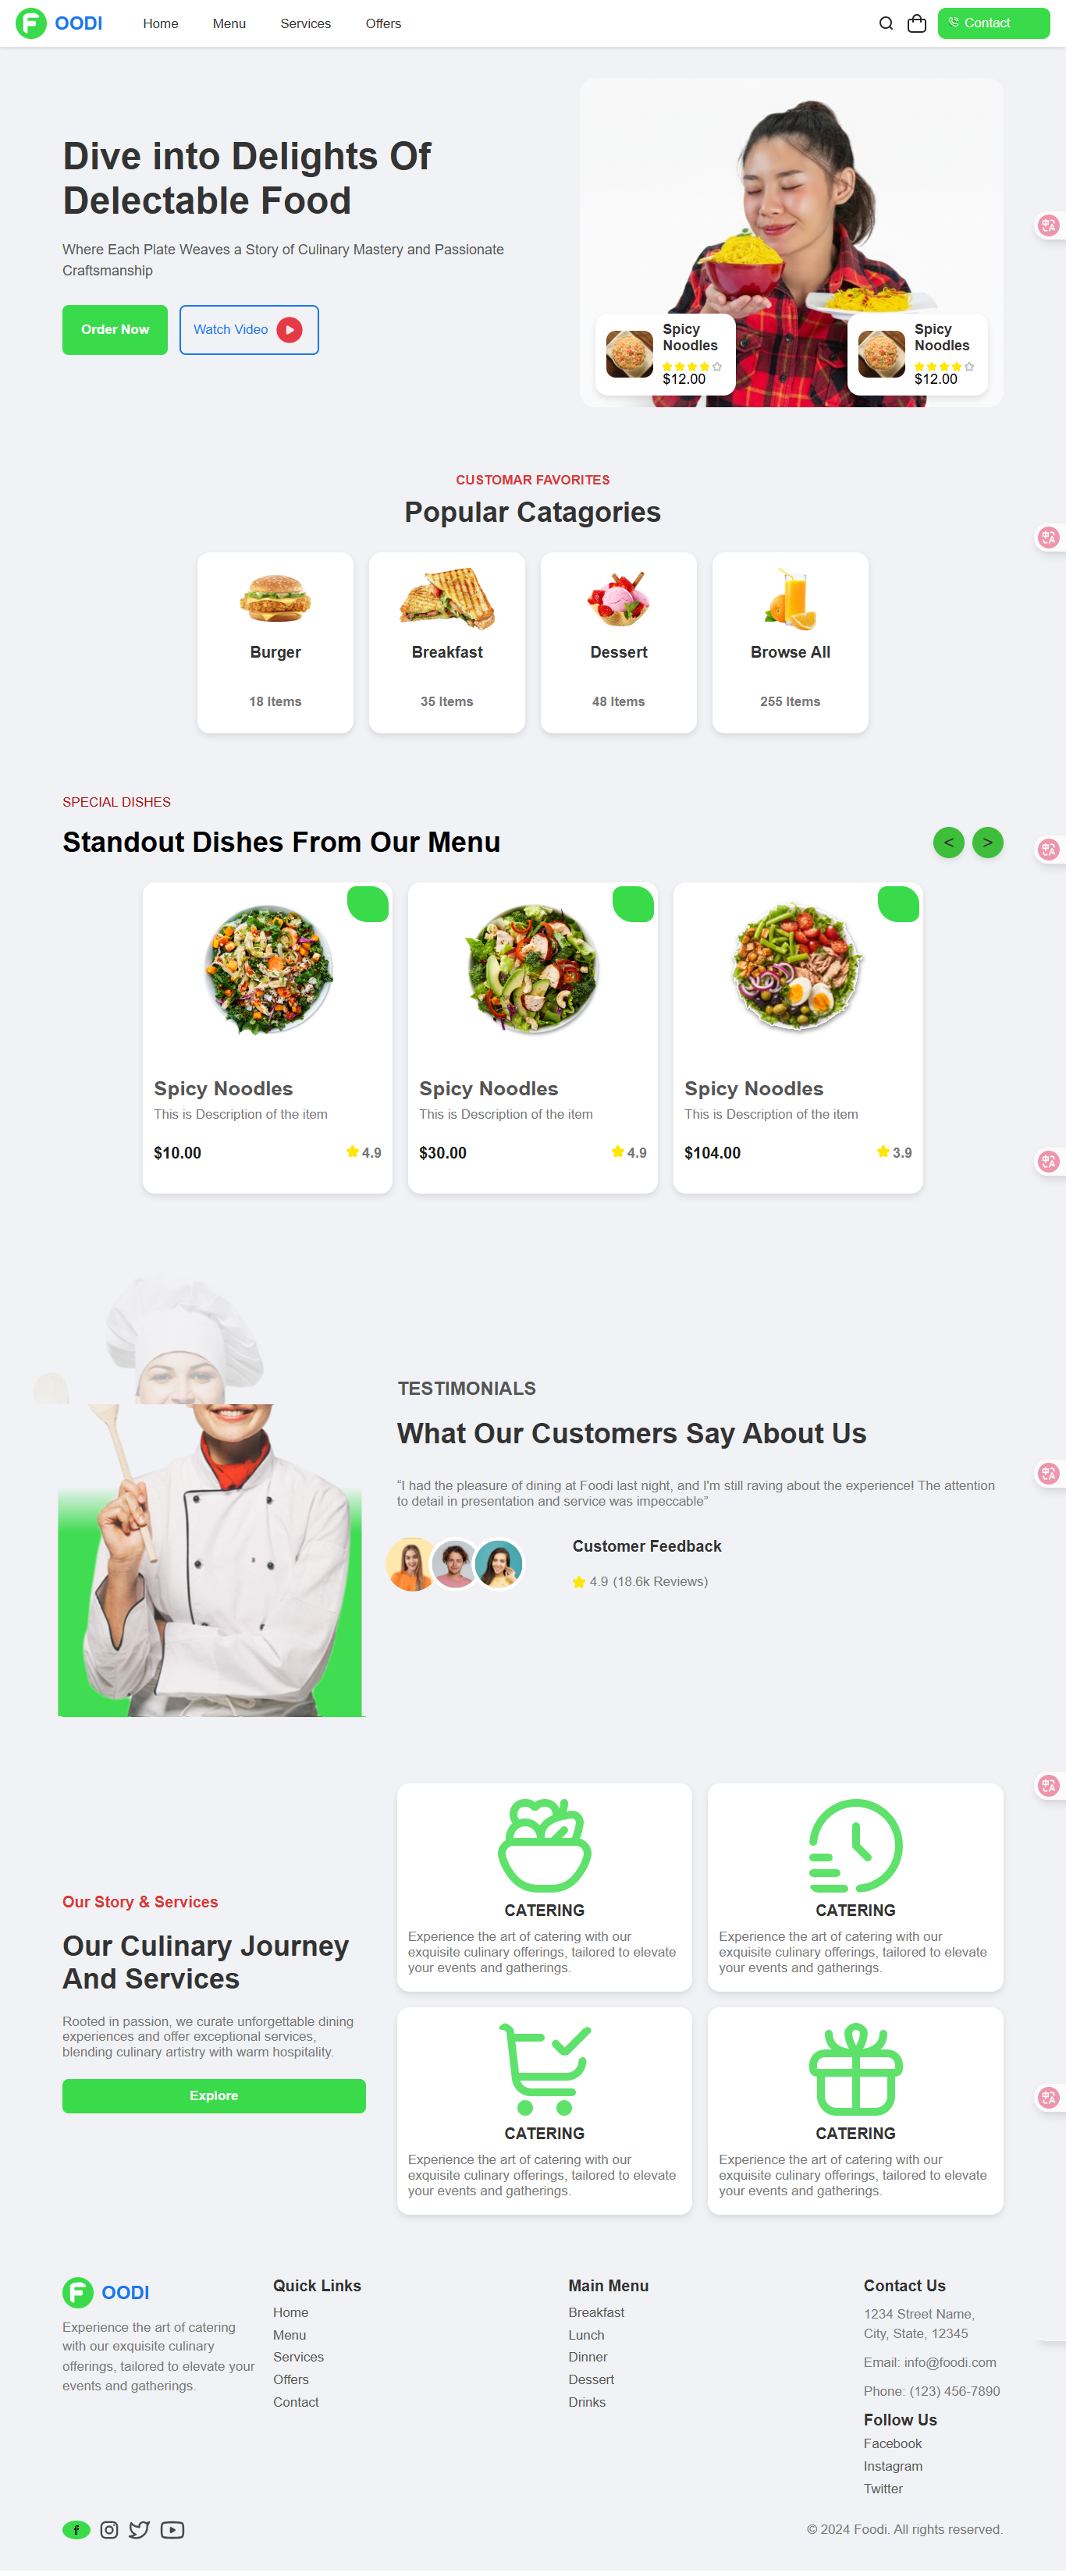 FOODI
Home Menu Services Offers
Contact
Dive into Delights Of
Delectable Food
Where Each Plate Weaves a Story of Culinary Mastery and Passionate
Craftsmanship
Order Now
Watch Video
Spicy
Noodles
$12.00
Spicy
Noodles
$12.00
CUSTOMAR FAVORITES
Popular Catagories
Burger
18 Items
Breakfast
35 Items
Dessert
48 Items
Browse All
255 Items
SPECIAL DISHES
Standout Dishes From Our Menu
< >
Spicy Noodles
This is Description of the item
$10.00 4.9
Spicy Noodles
This is Description of the item
$30.00 4.9
Spicy Noodles
This is Description of the item
$104.00 3.9
TESTIMONIALS
What Our Customers Say About Us
“I had the pleasure of dining at Foodi last night, and I'm still raving about the experience! The attention
to detail in presentation and service was impeccable”
Customer Feedback
4.9 (18.6k Reviews)
Our Story & Services
Our Culinary Journey
And Services
Rooted in passion, we curate unforgettable dining
experiences and offer exceptional services,
blending culinary artistry with warm hospitality.
Explore
CATERING
Experience the art of catering with our
exquisite culinary offerings, tailored to elevate
your events and gatherings.
CATERING
Experience the art of catering with our
exquisite culinary offerings, tailored to elevate
your events and gatherings.
CATERING
Experience the art of catering with our
exquisite culinary offerings, tailored to elevate
your events and gatherings.
CATERING
Experience the art of catering with our
exquisite culinary offerings, tailored to elevate
your events and gatherings.
FOODI
Experience the art of catering
with our exquisite culinary
offerings, tailored to elevate your
events and gatherings.
Quick Links
Home
Menu
Services
Offers
Contact
Main Menu
Breakfast
Lunch
Dinner
Dessert
Drinks
Contact Us
1234 Street Name,
City, State, 12345
Email: info@foodi.com
Phone: (123) 456-7890
Follow Us
Facebook
Instagram
Twitter
f
© 2024 Foodi. All rights reserved.